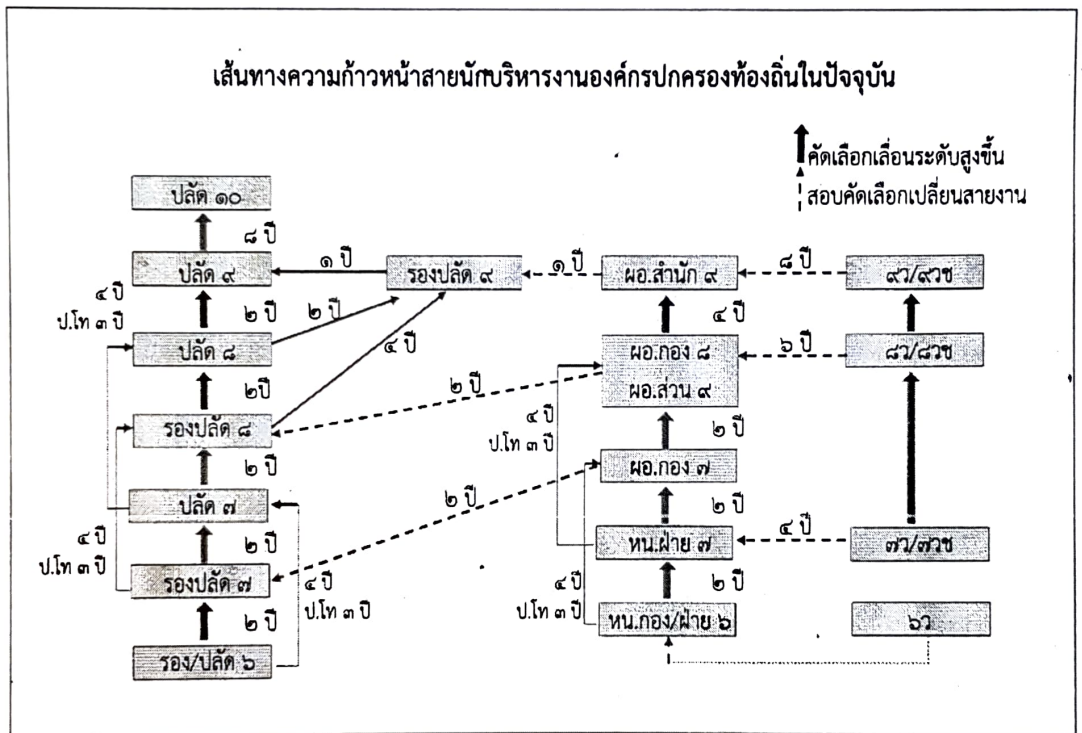 เส้นทางความก้าวหน้าสายนักบริหารงานองค์กรปกครองท้องถิ่นในปัจจุบัน
คัดเลือกเลื่อนระดับสูงขึ้น
สอบคัดเลือกเปลี่ยนสายงาน
ปลัด ๑๐
๘ ปี
ปลัด ๙
๑ ปี
รองปลัด ๙
๑ ปี
ผอ.สำนัก ๙
๘ ปี
๙ว/๙วช
๔ ปี
ป.โท ๓ ปี
๒ ปี
๒ ปี
๔ ปี
๔ ปี
ปลัด ๘
ผอ.กอง ๘
ผอ.ส่วน ๙
๖ ปี
๘ว/๘วช
๒ปี
๒ ปี
รองปลัด ๘
๔ ปี
ป.โท ๓ ปี
๒ ปี
๒ ปี
ผอ.กอง ๗
ปลัด ๗
๒ ปี
๒ ปี
๔ ปี
ป.โท ๓ ปี
๒ ปี
หน.ฝ่าย ๗
๔ ปี
๗ว/๗วช
รองปลัด ๗
๔ ปี
ป.โท ๓ ปี
๔ ปี
ป.โท ๓ ปี
๒ ปี
๒ ปี
หน.กอง/ฝ่าย ๖
๖ว
รอง/ปลัด ๖